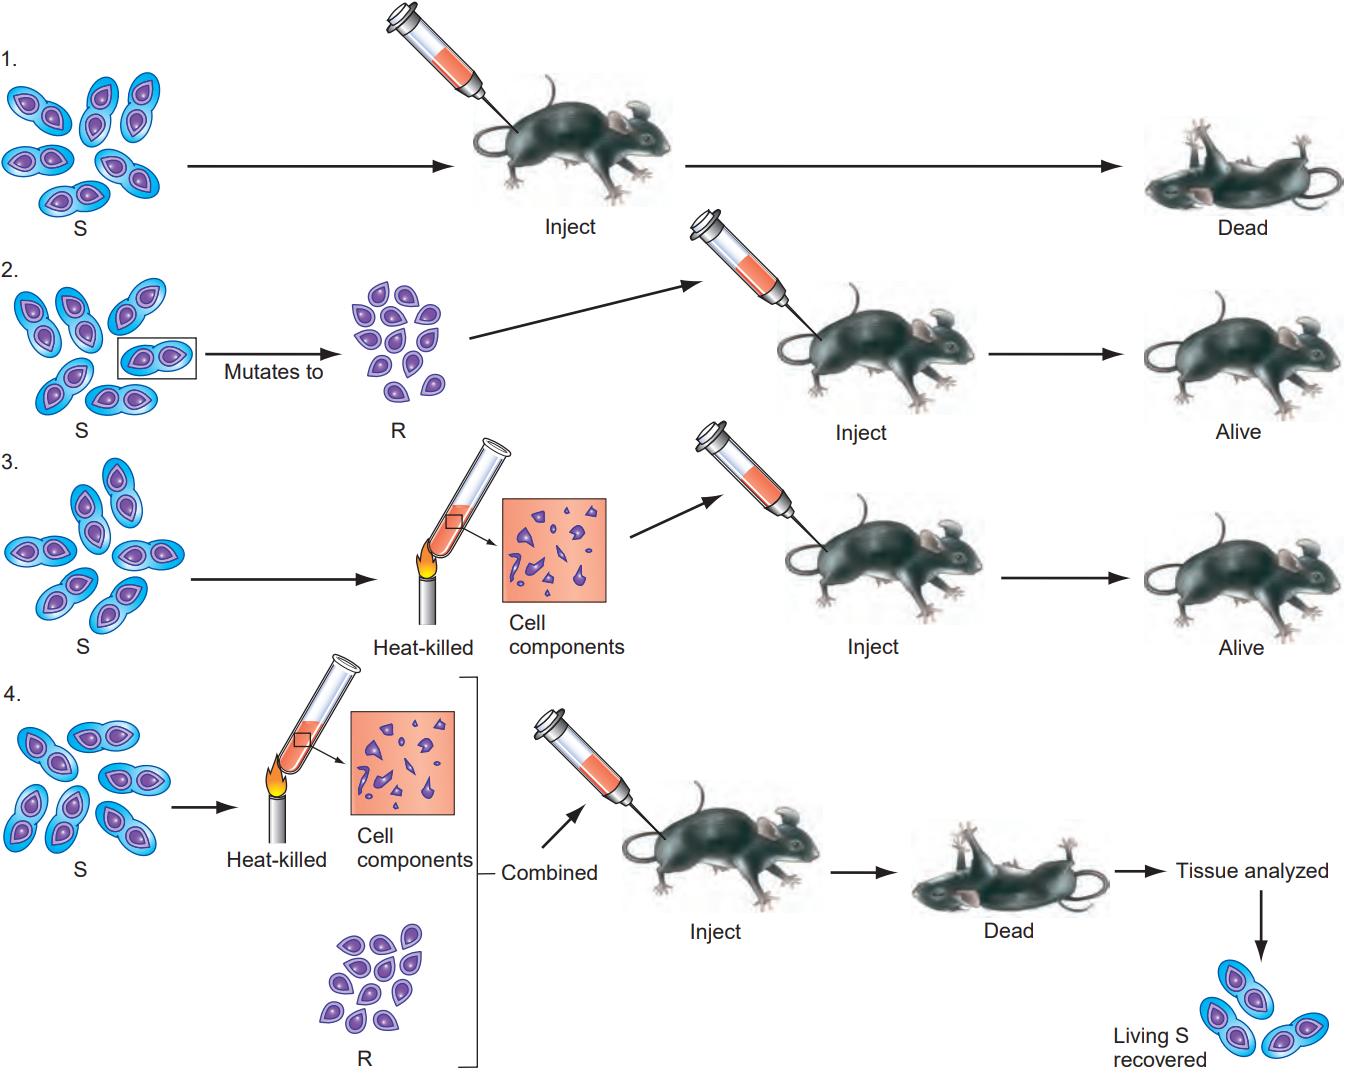 1.
S
Inject
Dead
2.
Mutates to
S
R
Inject
Alive
3.
S
Heat-killed
Cell
components
Inject
Alive
4.
S
Heat-killed
Cell
components
R
Combined
Inject
Dead
Tissue analyzed
Living S
recovered